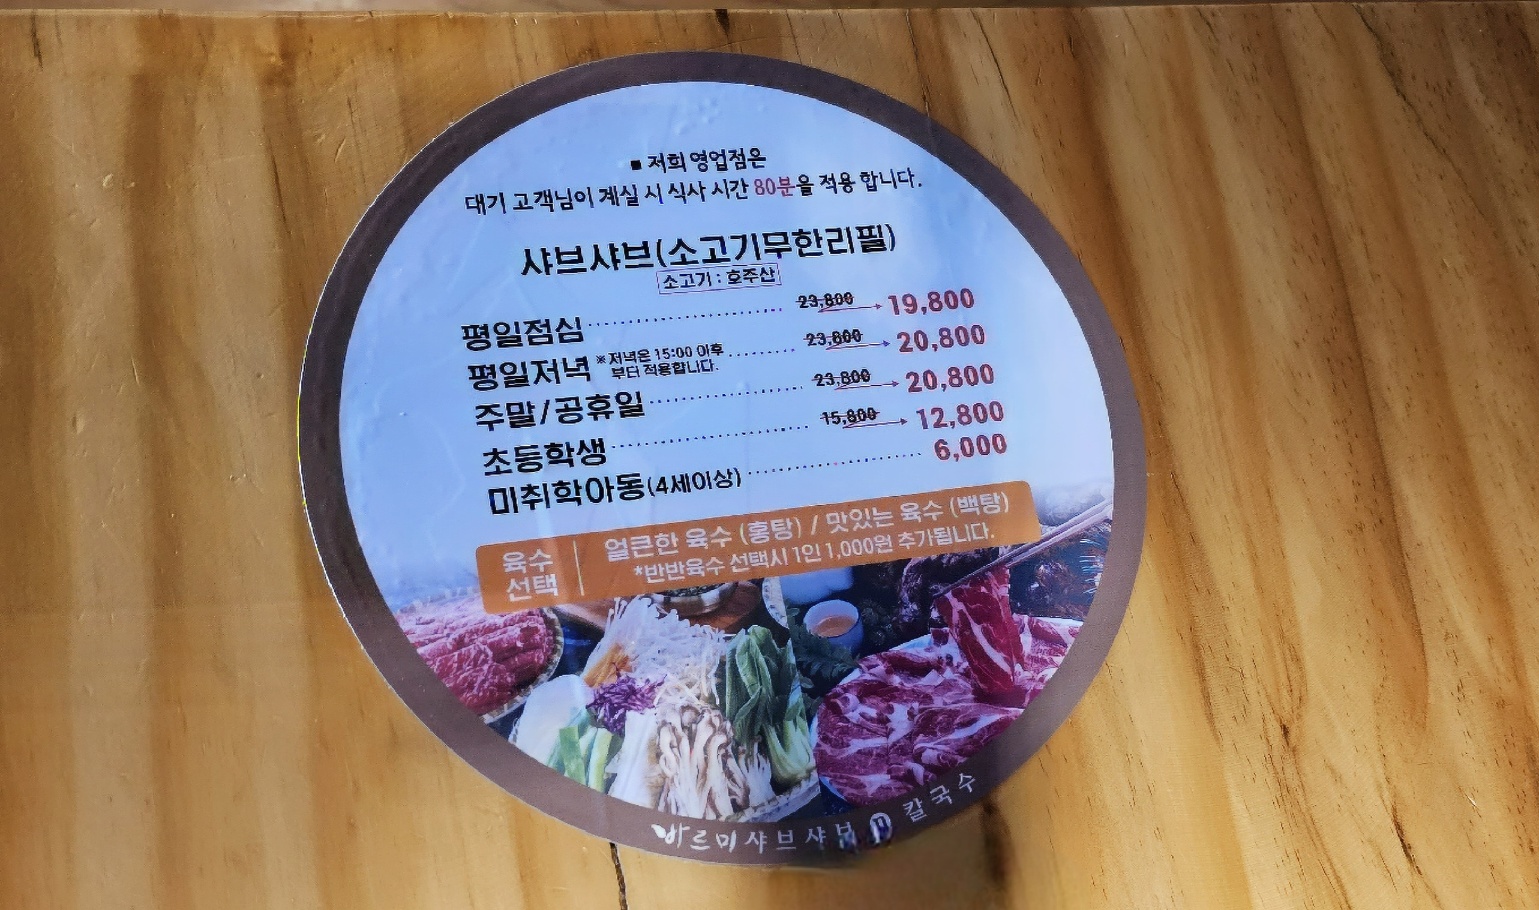 ■ 저희 영업점은
대기 고객님이 계실 시 식사 시간 80분을 적용 합니다.
샤브샤브(소고기무한리필)
소고기 : 호주산
평일점심 23,800 → 19,800
평일저녁 ※저녁은 15:00 이후 부터 적용합니다. 23,800 → 20,800
주말/공휴일 23,800 → 20,800
초등학생 15,800 → 12,800
미취학아동(4세이상) 6,000
육수 선택
얼큰한 육수 (홍탕) / 맛있는 육수 (백탕)
*반반육수 선택시 1인 1,000원 추가됩니다.
바르미샤브샤브 칼국수